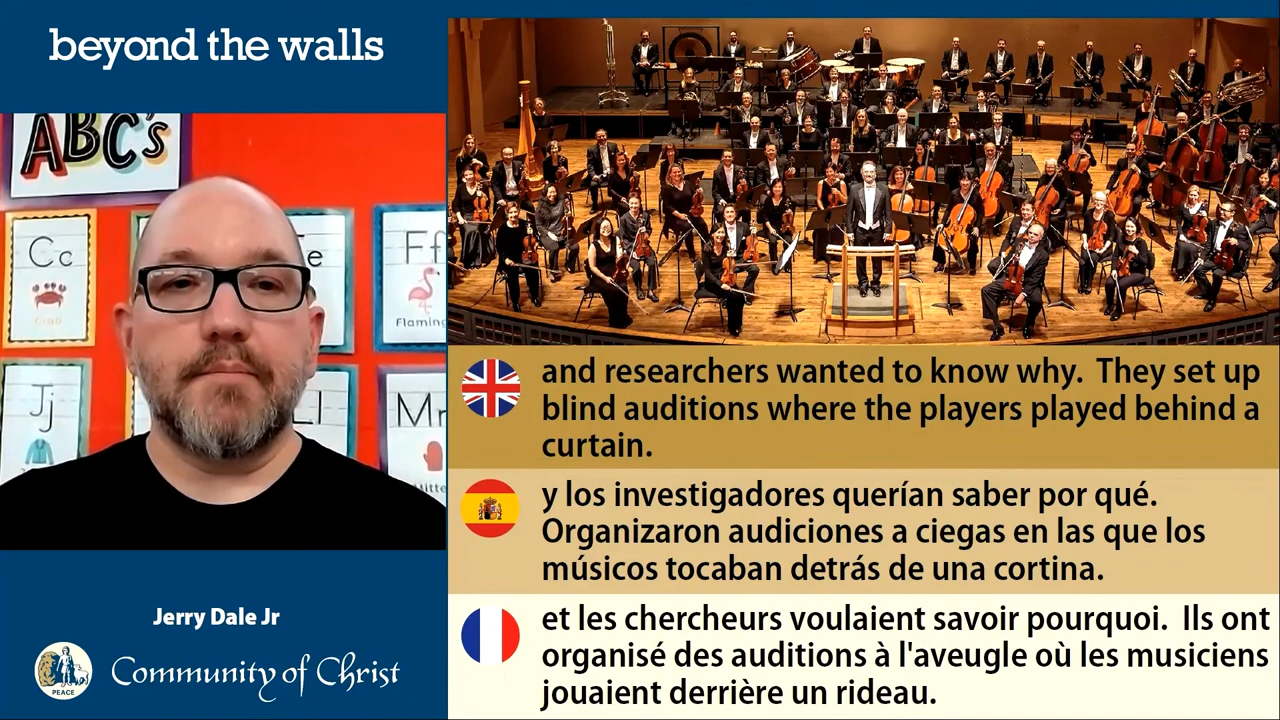 beyond the walls
ABC's
Cc
Ff
Flaming
Jj
Jerry Dale Jr
PEACE
Community of Christ
and researchers wanted to know why. They set up
blind auditions where the players played behind a
curtain.
y los investigadores querían saber por qué.
Organizaron audiciones a ciegas en las que los
músicos tocaban detrás de una cortina.
et les chercheurs voulaient savoir pourquoi. Ils ont
organisé des auditions à l'aveugle où les musiciens
jouaient derrière un rideau.